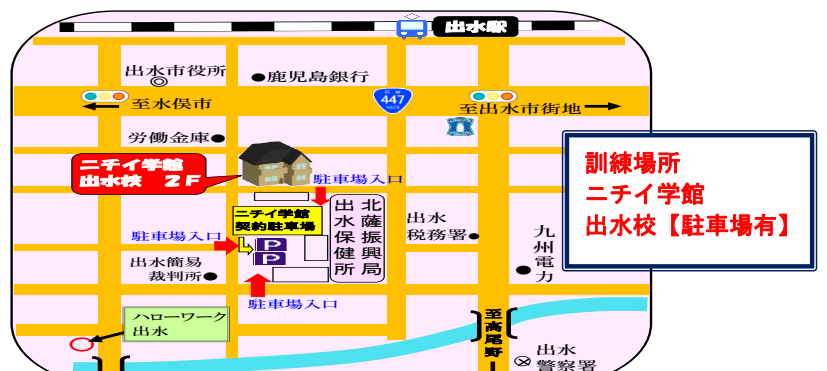 出水駅
出水市役所
鹿児島銀行
国道
447
ROUTE
至水俣市
至出水市街地
労働金庫
ニチイ学館
出水校 2F
駐車場入口
訓練場所
ニチイ学館
出水校【駐車場有】
ニチイ学館
契約駐車場
北薩振興局
出水保健所
出水
税務署
九州電力
駐車場入口
P
P
出水簡易
裁判所
駐車場入口
ハローワーク
出水
至高尾野
出水
警察署